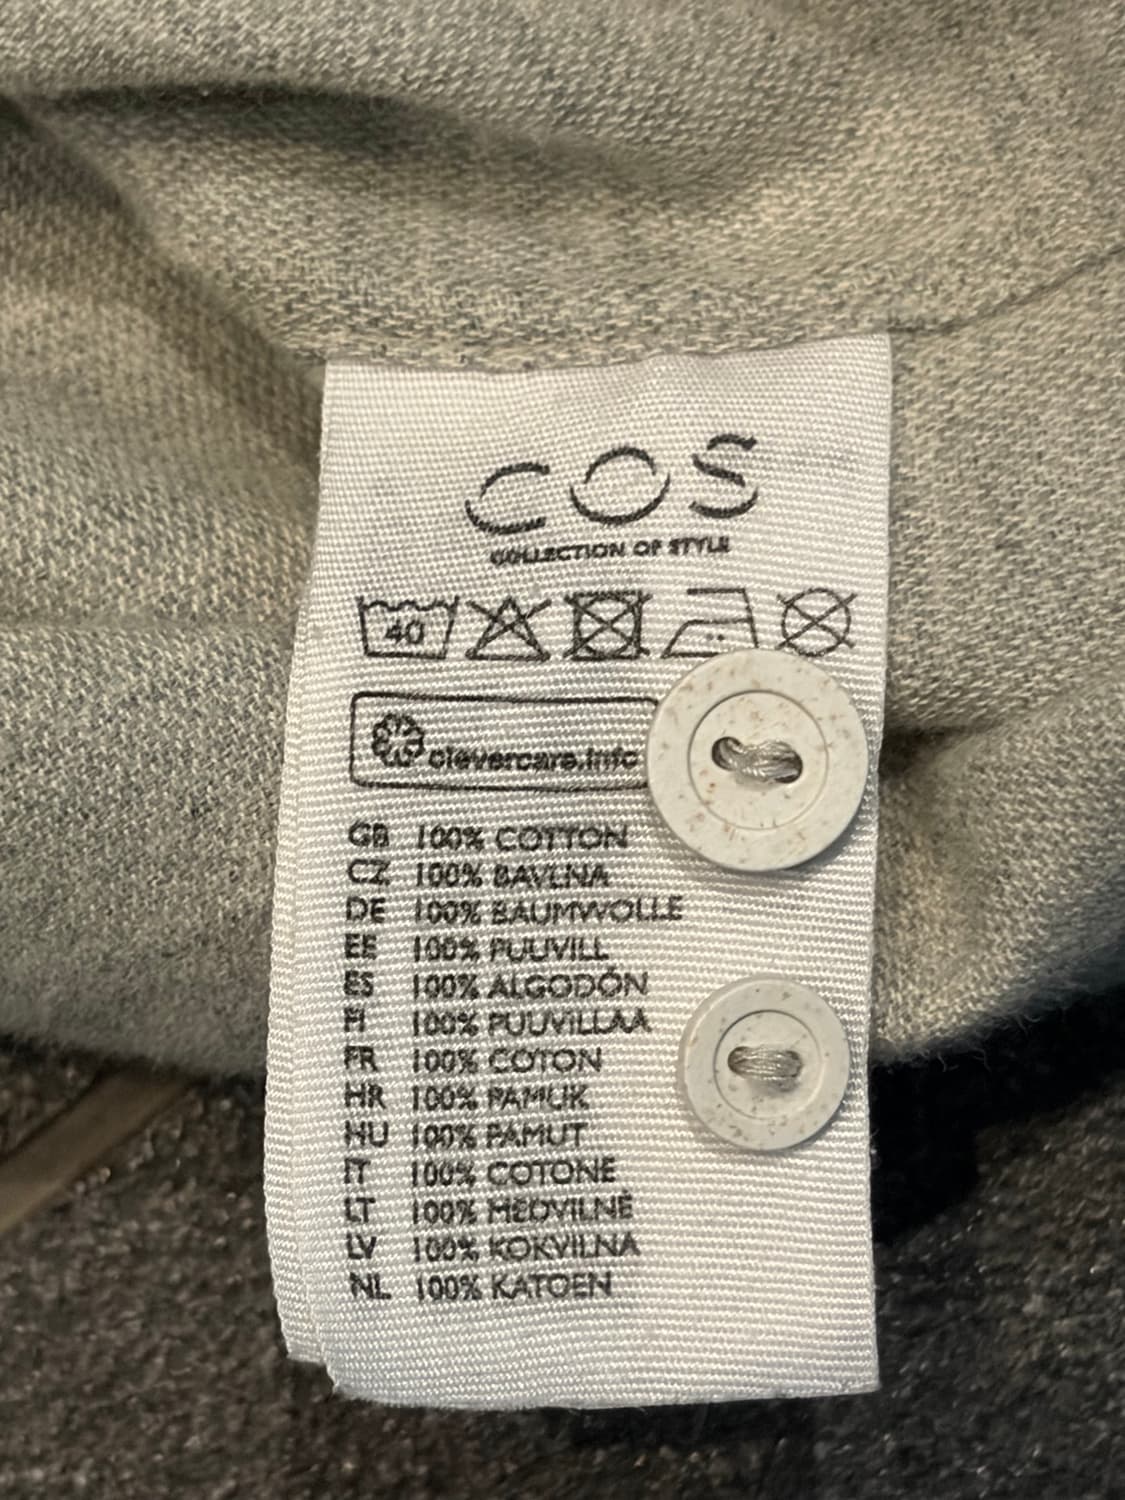 COS
COLLECTION OF STYLE
40
clevercare.info
GB 100% COTTON
CZ 100% BAVLNA
DE 100% BAUMWOLLE
EE 100% PUUVILL
ES 100% ALGODÓN
FI 100% PUUVILLAA
FR 100% COTON
HR 100% PAMUK
HU 100% PAMUT
IT 100% COTONE
LT 100% MEDVILNĖ
LV 100% KOKVILNA
NL 100% KATOEN